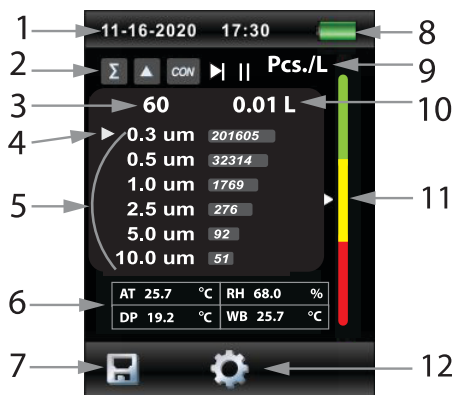 1 11-16-2020 17:30 8
2 Σ CON Pcs./L 9
3 60 0.01 L 10
4 0.3 um 201605
0.5 um 32314
5 1.0 um 1769 11
2.5 um 276
5.0 um 92
10.0 um 51
6 AT 25.7 °C RH 68.0 %
DP 19.2 °C WB 25.7 °C
7 12